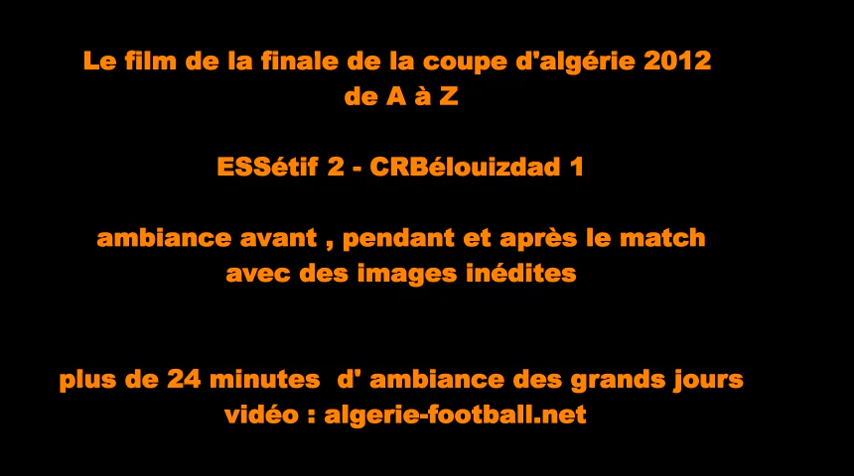 Le film de la finale de la coupe d'algérie 2012
de A à Z
ESSétif 2 - CRBélouizdad 1
ambiance avant , pendant et après le match
avec des images inédites
plus de 24 minutes  d' ambiance des grands jours
vidéo : algerie-football.net